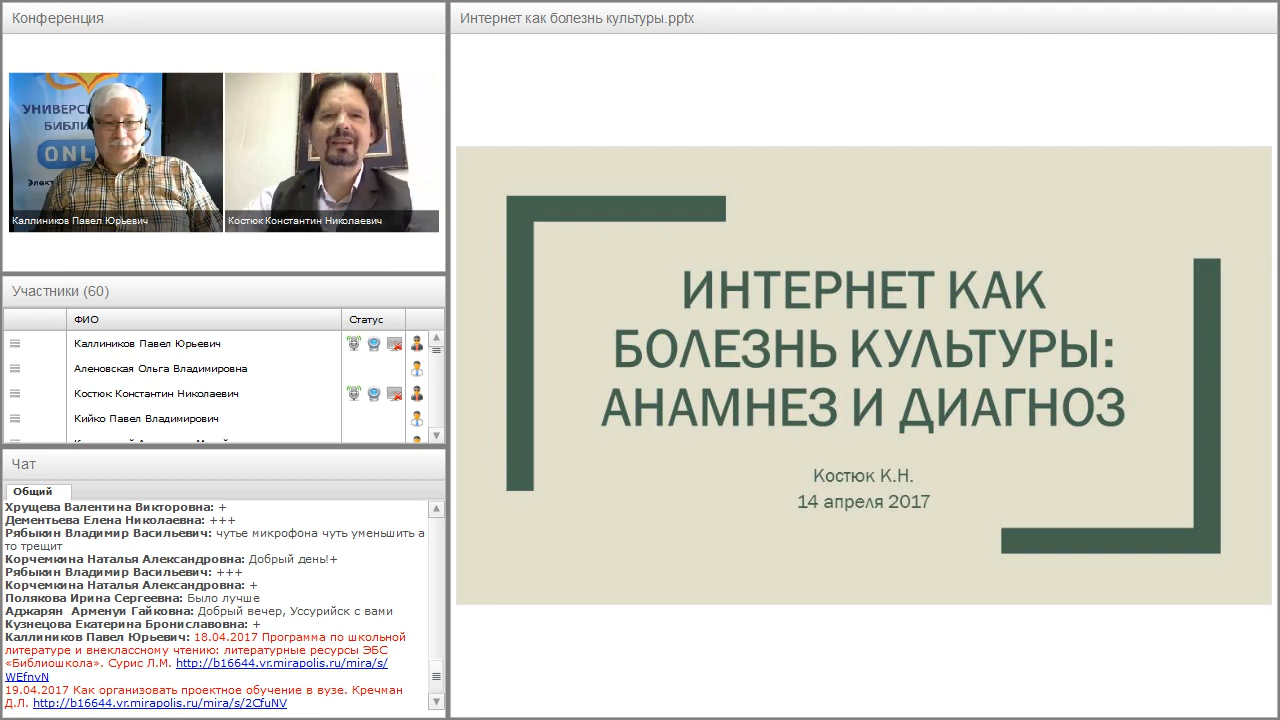 Конференция
УНИВЕРС
БИБЛИ
ONL
Элект
Каллиников Павел Юрьевич
Костюк Константин Николаевич
Участники (60)
ФИО
Статус
Каллиников Павел Юрьевич
Аленовская Ольга Владимировна
Костюк Константин Николаевич
Кийко Павел Владимирович
Чат
Общий
Хрущева Валентина Викторовна: +
Дементьева Елена Николаевна: +++
Рябыкин Владимир Васильевич: чутье микрофона чуть уменьшить а
то трещит
Корчемкина Наталья Александровна: Добрый день!+
Рябыкин Владимир Васильевич: +++
Корчемкина Наталья Александровна: +
Полякова Ирина Сергеевна: Было лучше
Аджарян Арменуи Гайковна: Добрый вечер, Уссурийск с вами
Кузнецова Екатерина Брониславовна: +
Каллиников Павел Юрьевич: 18.04.2017 Программа по школьной
литературе и внеклассному чтению: литературные ресурсы ЭБС
«Библиошкола». Сурис Л.М. http://b16644.vr.mirapolis.ru/mira/s/
WEfnvN
19.04.2017 Как организовать проектное обучение в вузе. Кречман
Д.Л. http://b16644.vr.mirapolis.ru/mira/s/2CfuNV
Интернет как болезнь культуры.pptx
ИНТЕРНЕТ КАК
БОЛЕЗНЬ КУЛЬТУРЫ:
АНАМНЕЗ И ДИАГНОЗ
Костюк К.Н.
14 апреля 2017